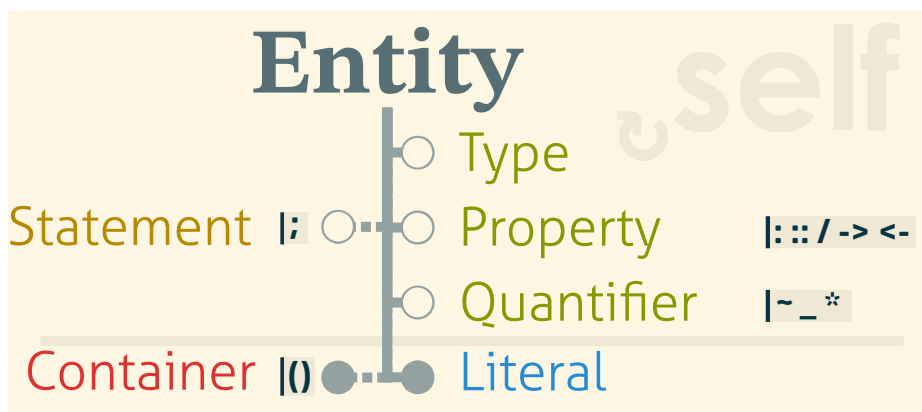 Entity
self
Type
Statement |; Property |: :: / -> <-
Quantifier |~ _ *
Container |() Literal